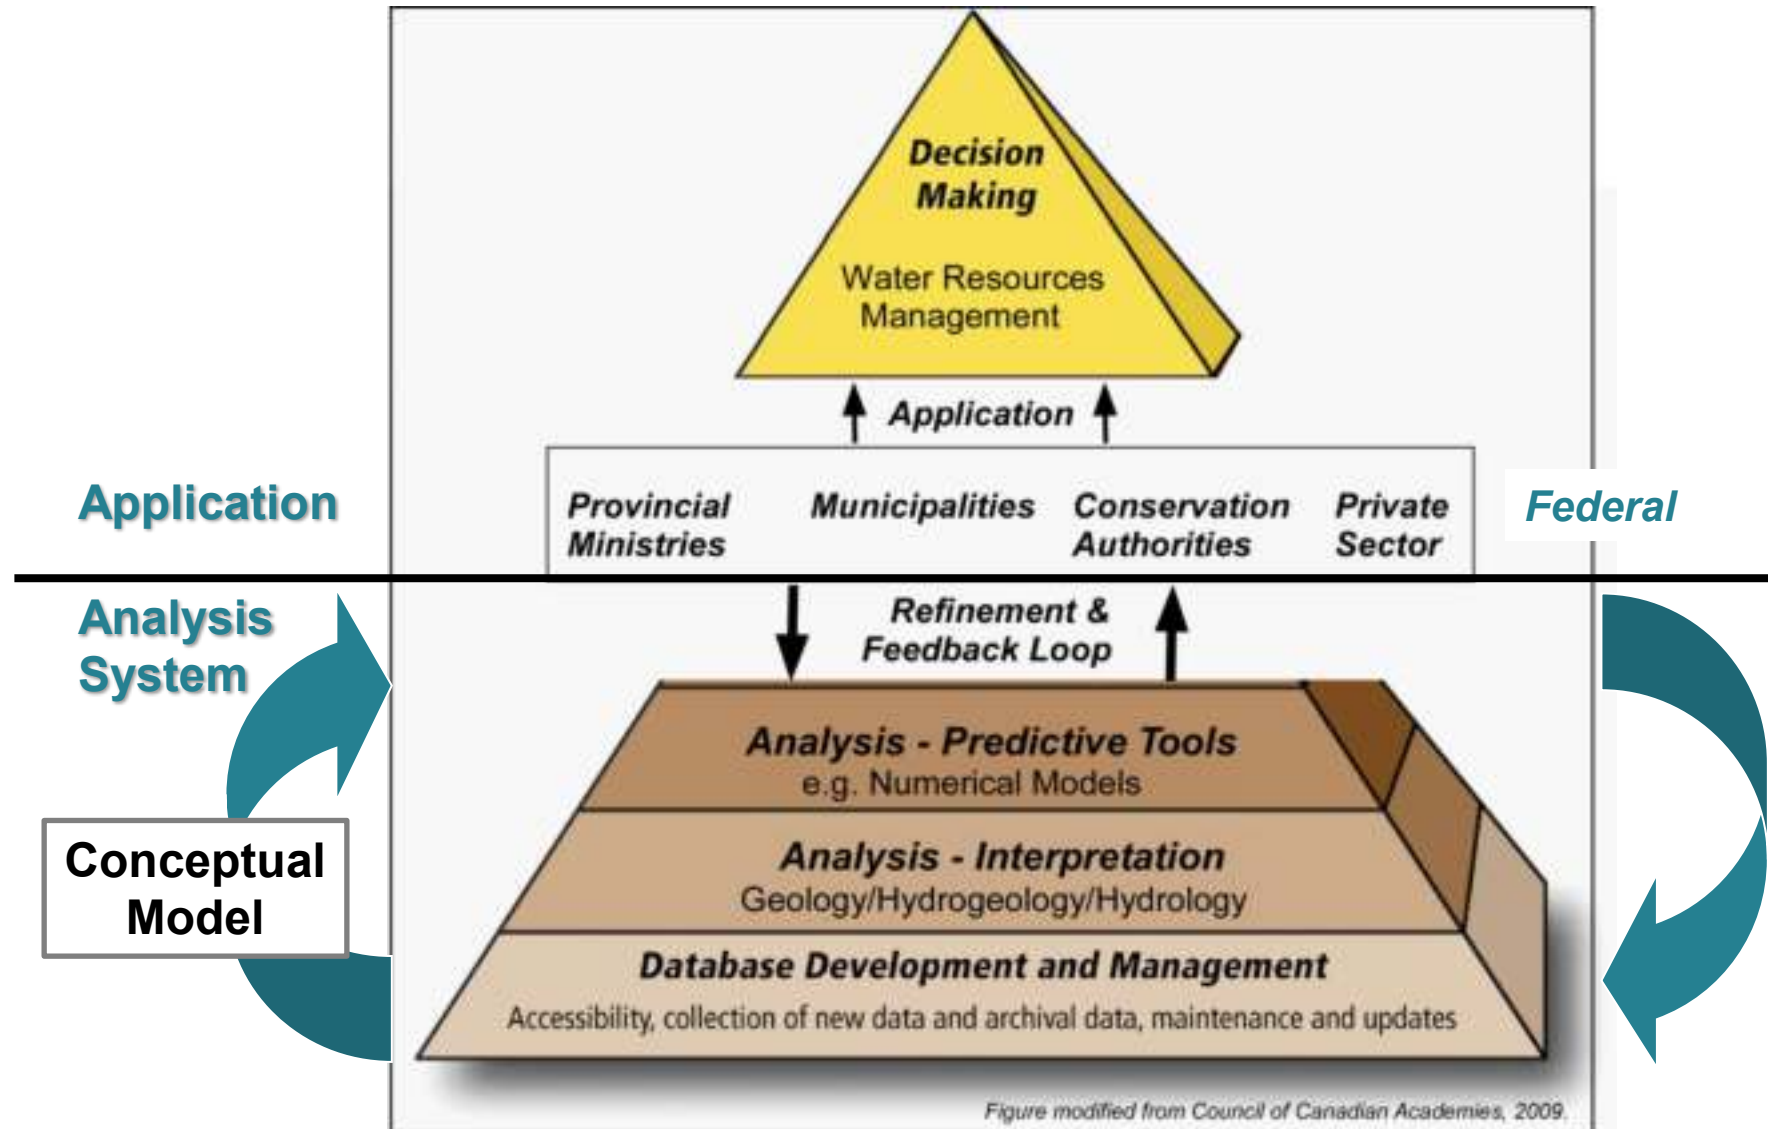 Decision
Making
Water Resources
Management
Application
Application
Provincial
Ministries
Municipalities
Conservation
Authorities
Private
Sector
Federal
Analysis
System
Refinement &
Feedback Loop
Analysis - Predictive Tools
e.g. Numerical Models
Conceptual
Model
Analysis - Interpretation
Geology/Hydrogeology/Hydrology
Database Development and Management
Accessibility, collection of new data and archival data, maintenance and updates
Figure modified from Council of Canadian Academies, 2009.